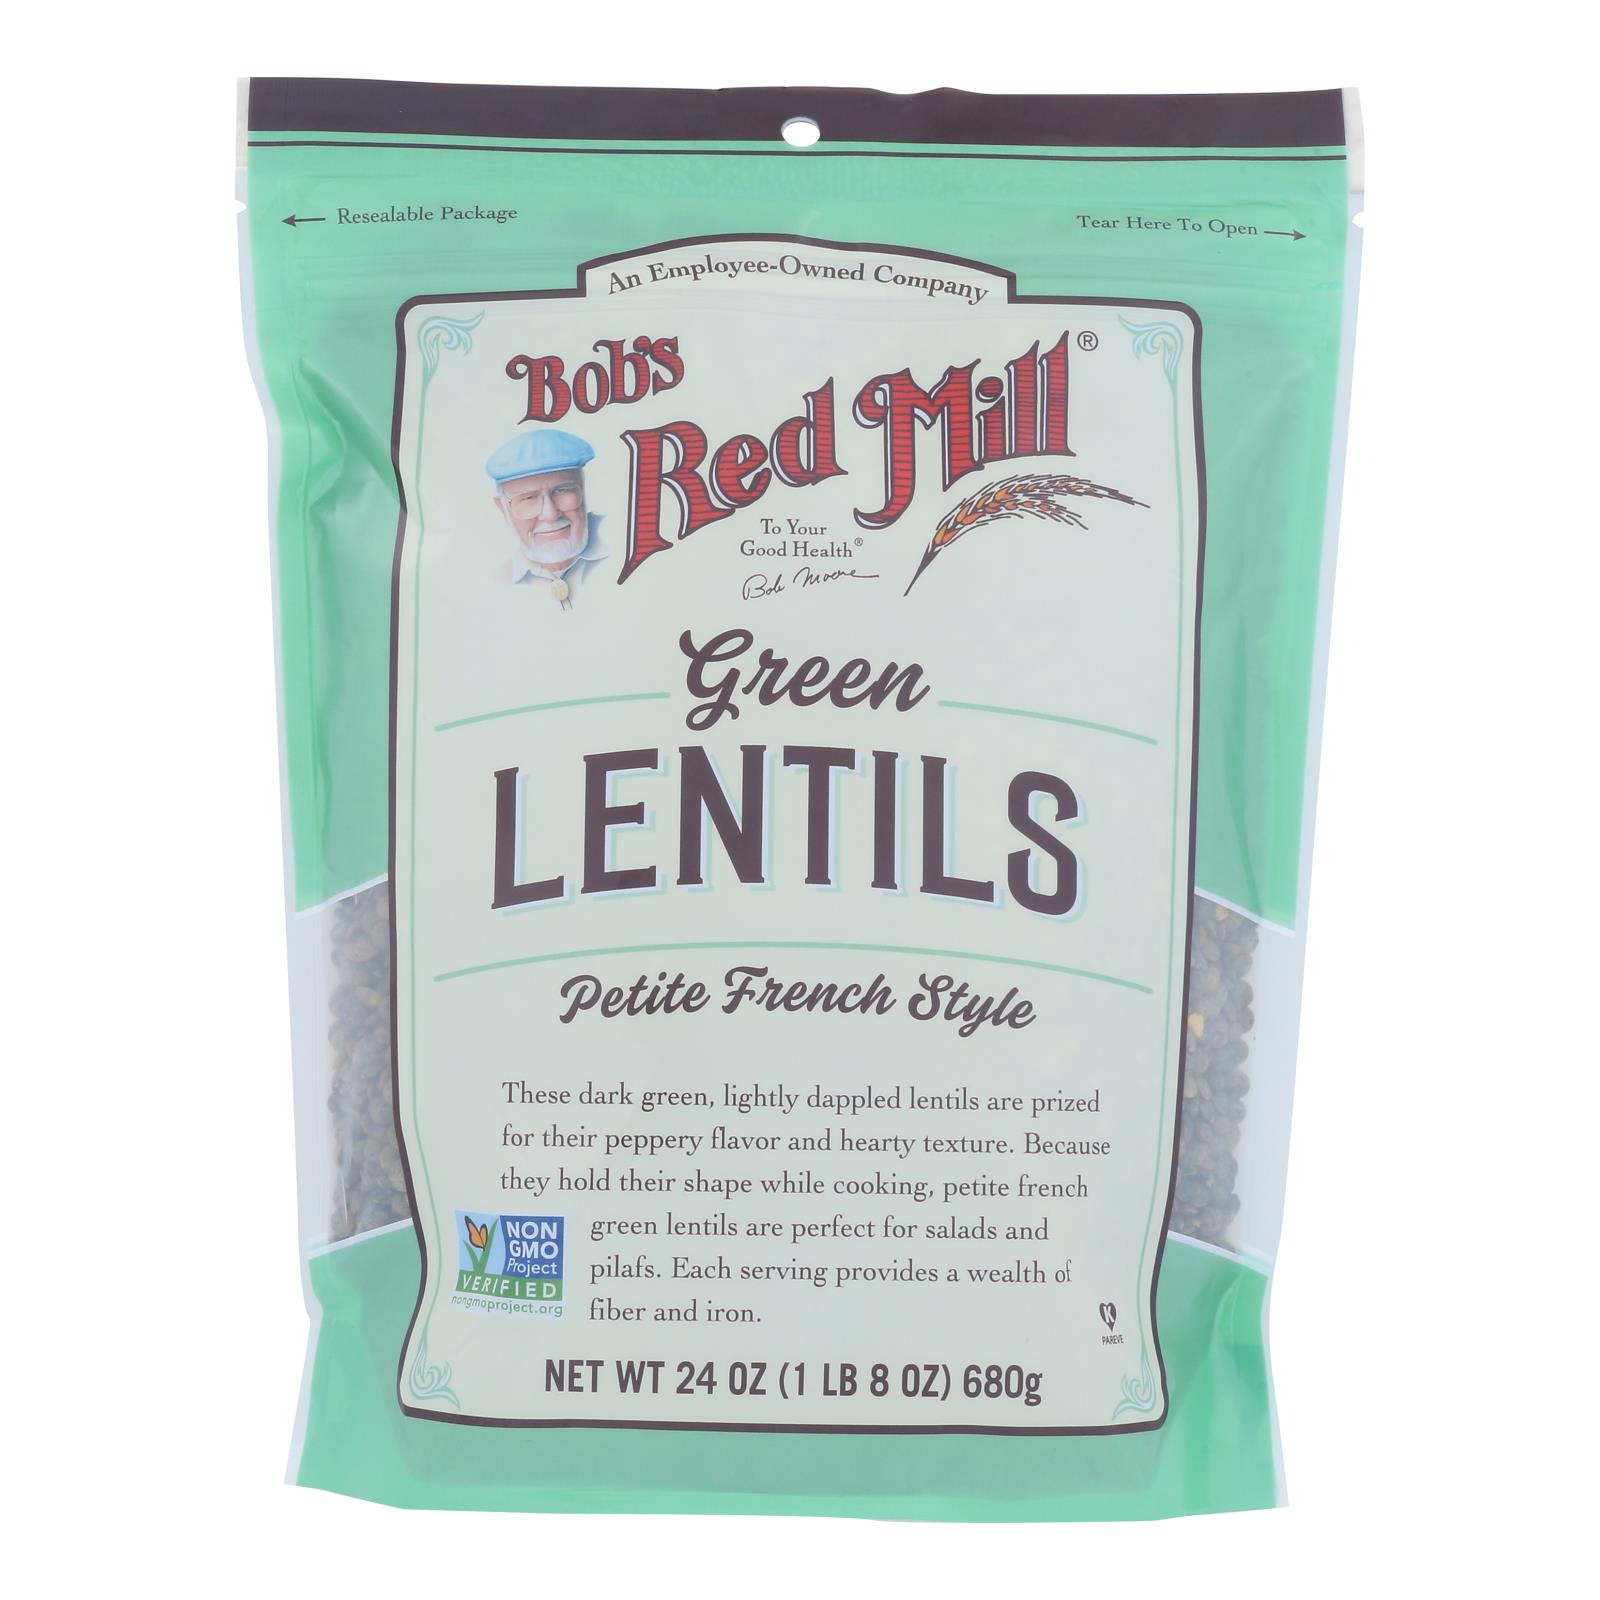 Resealable Package
Tear Here To Open
An Employee-Owned Company
Bob's
Red Mill®
To Your
Good Health®
Bob Moore
Green
LENTILS
Petite French Style
These dark green, lightly dappled lentils are prized
for their peppery flavor and hearty texture. Because
they hold their shape while cooking, petite french
green lentils are perfect for salads and
pilafs. Each serving provides a wealth of
fiber and iron.
NON
GMO
Project
VERIFIED
nongmoproject.org
K
PAREVE
NET WT 24 OZ (1 LB 8 OZ) 680g